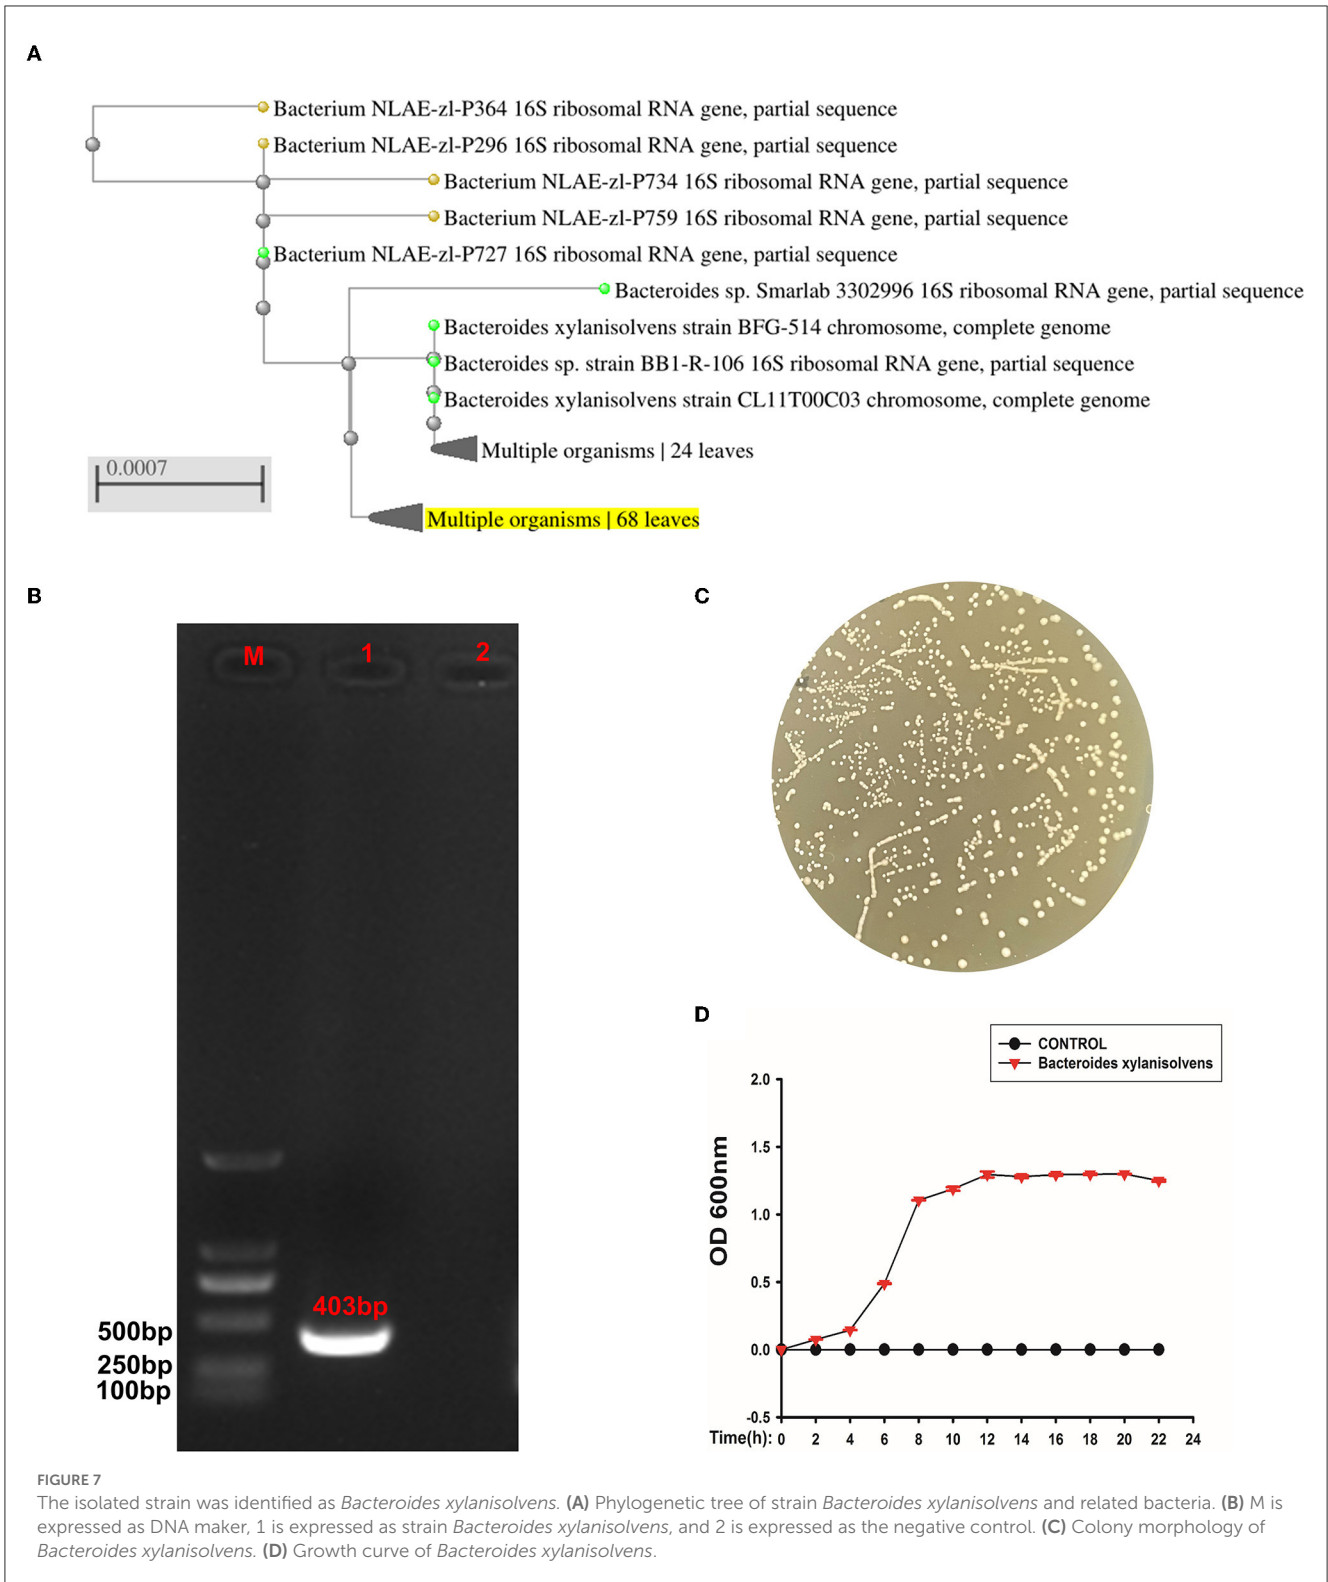 A
Bacterium NLAE-zl-P364 16S ribosomal RNA gene, partial sequence
Bacterium NLAE-zl-P296 16S ribosomal RNA gene, partial sequence
Bacterium NLAE-zl-P734 16S ribosomal RNA gene, partial sequence
Bacterium NLAE-zl-P759 16S ribosomal RNA gene, partial sequence
Bacterium NLAE-zl-P727 16S ribosomal RNA gene, partial sequence
Bacteroides sp. Smarlab 3302996 16S ribosomal RNA gene, partial sequence
Bacteroides xylanisolvens strain BFG-514 chromosome, complete genome
Bacteroides sp. strain BB1-R-106 16S ribosomal RNA gene, partial sequence
Bacteroides xylanisolvens strain CL11T00C03 chromosome, complete genome
Multiple organisms | 24 leaves
0.0007
Multiple organisms | 68 leaves
B
M 1 2
403bp
500bp
250bp
100bp
C
D
CONTROL
Bacteroides xylanisolvens
OD 600nm
2.0
1.5
1.0
0.5
0.0
-0.5
Time(h): 0 2 4 6 8 10 12 14 16 18 20 22 24
FIGURE 7
The isolated strain was identified as Bacteroides xylanisolvens. (A) Phylogenetic tree of strain Bacteroides xylanisolvens and related bacteria. (B) M is
expressed as DNA maker, 1 is expressed as strain Bacteroides xylanisolvens, and 2 is expressed as the negative control. (C) Colony morphology of
Bacteroides xylanisolvens. (D) Growth curve of Bacteroides xylanisolvens.